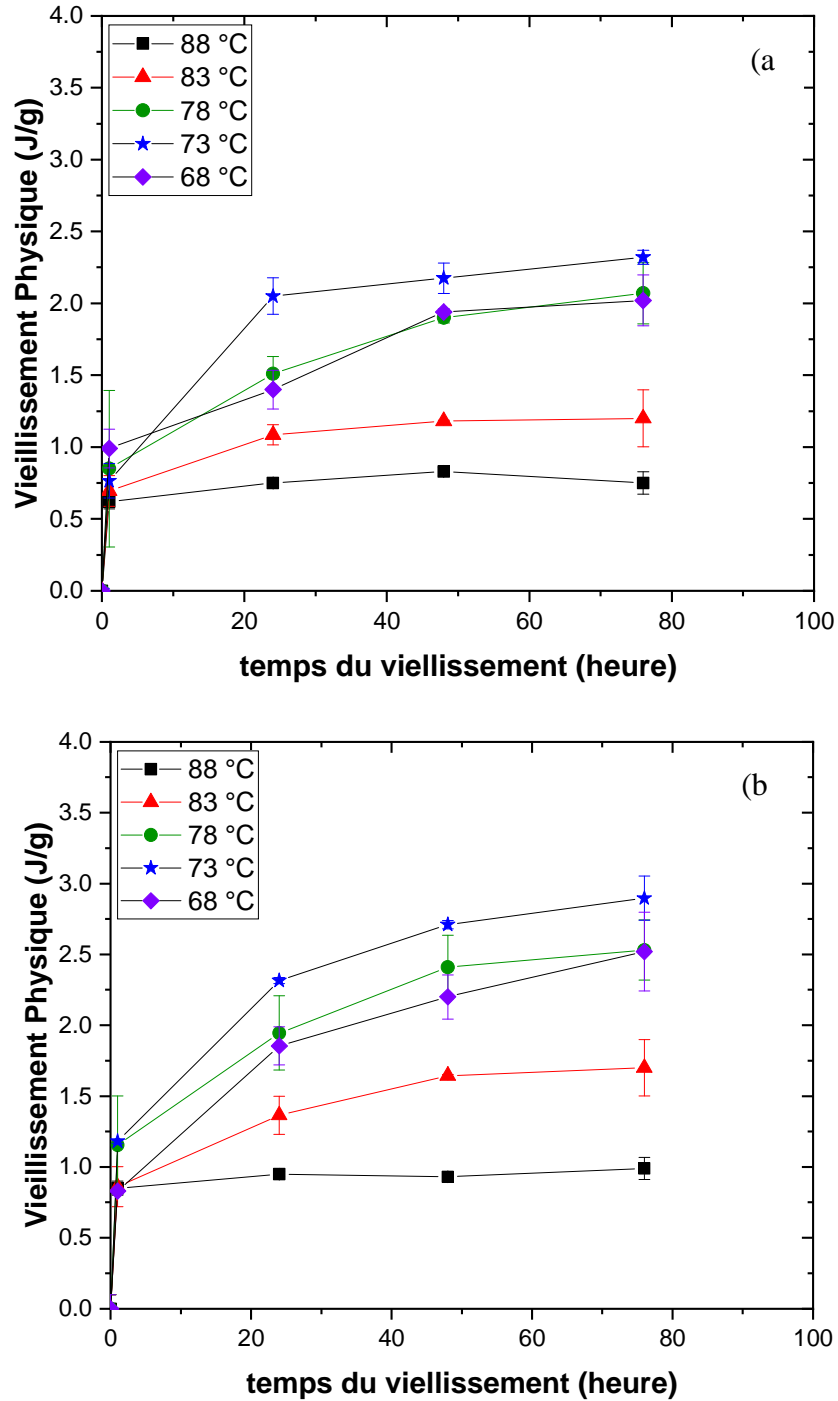 (a
88 °C
83 °C
78 °C
73 °C
68 °C
Vieillissement Physique (J/g)
4.0
3.5
3.0
2.5
2.0
1.5
1.0
0.5
0.0
0 20 40 60 80 100
temps du viellissement (heure)
(b
88 °C
83 °C
78 °C
73 °C
68 °C
Vieillissement Physique (J/g)
4.0
3.5
3.0
2.5
2.0
1.5
1.0
0.5
0.0
0 20 40 60 80 100
temps du viellissement (heure)